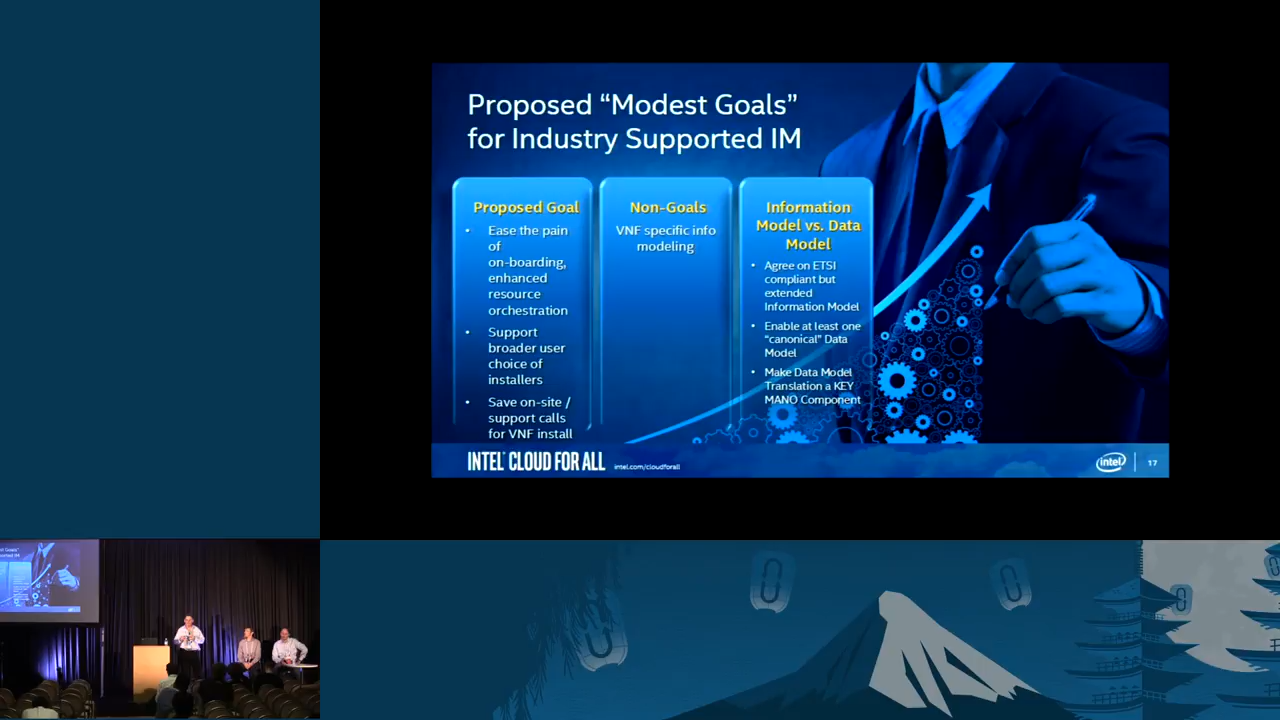 Proposed “Modest Goals”
for Industry Supported IM
Proposed Goal
• Ease the pain
of
on-boarding,
enhanced
resource
orchestration
• Support
broader user
choice of
installers
• Save on-site /
support calls
for VNF install
Non-Goals
VNF specific info
modeling
Information
Model vs. Data
Model
• Agree on ETSI
compliant but
extended
Information Model
• Enable at least one
“canonical” Data
Model
• Make Data Model
Translation a KEY
MANO Component
INTEL® CLOUD FOR ALL
intel.com/cloudforall
intel
17